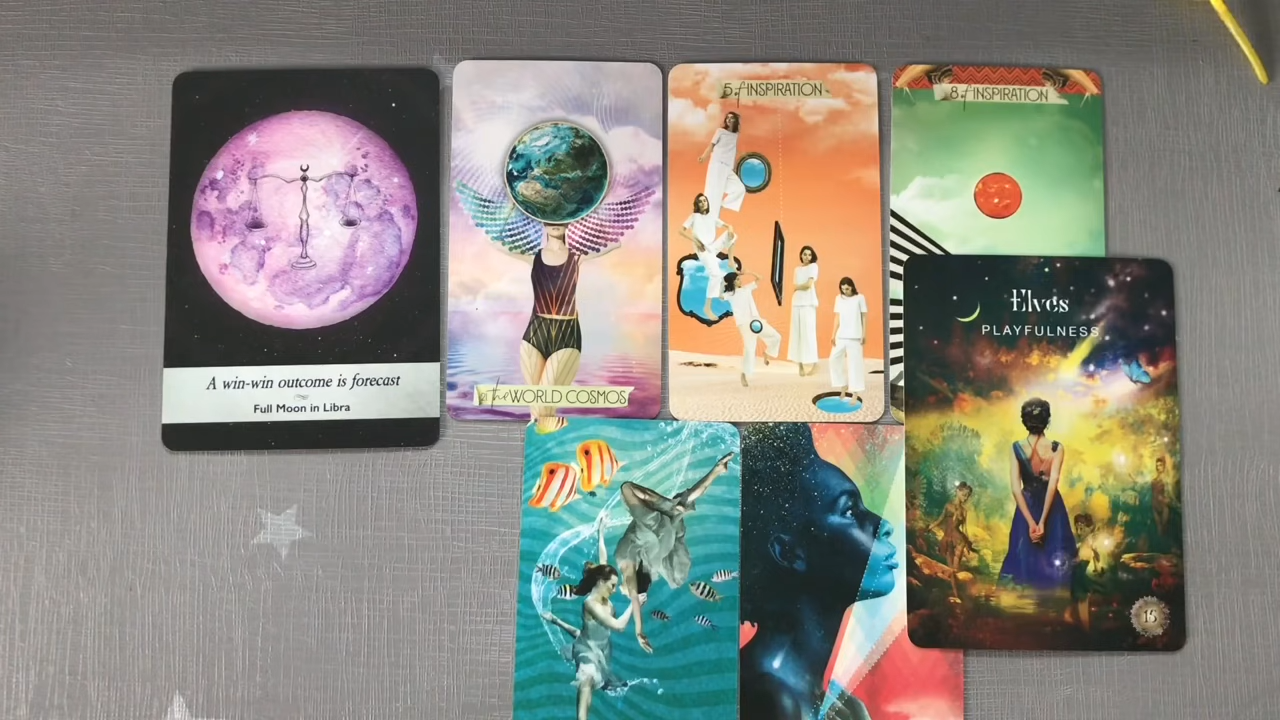 A win-win outcome is forecast
Full Moon in Libra
the WORLD COSMOS
5 of INSPIRATION
8 of INSPIRATION
Elves
PLAYFULNESS
15